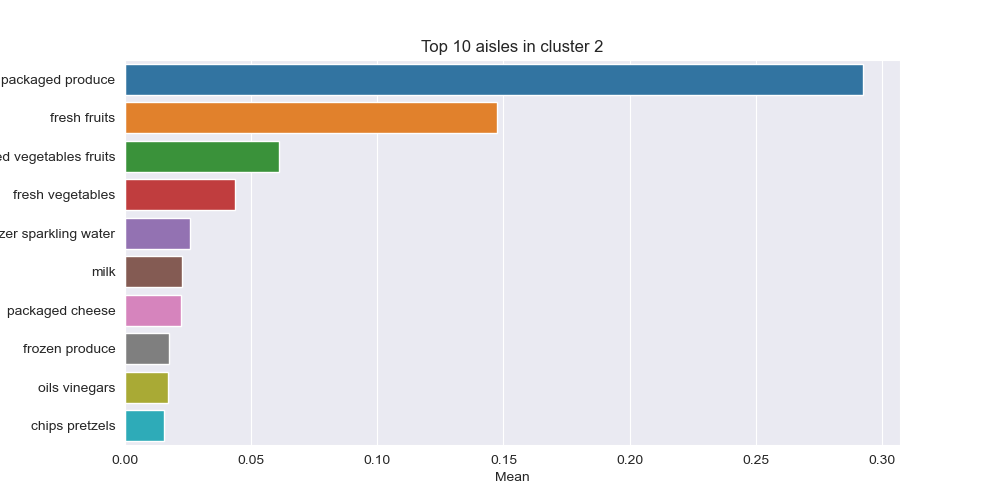 Top 10 aisles in cluster 2
packaged produce
fresh fruits
ed vegetables fruits
fresh vegetables
zer sparkling water
milk
packaged cheese
frozen produce
oils vinegars
chips pretzels
0.00 0.05 0.10 0.15 0.20 0.25 0.30
Mean